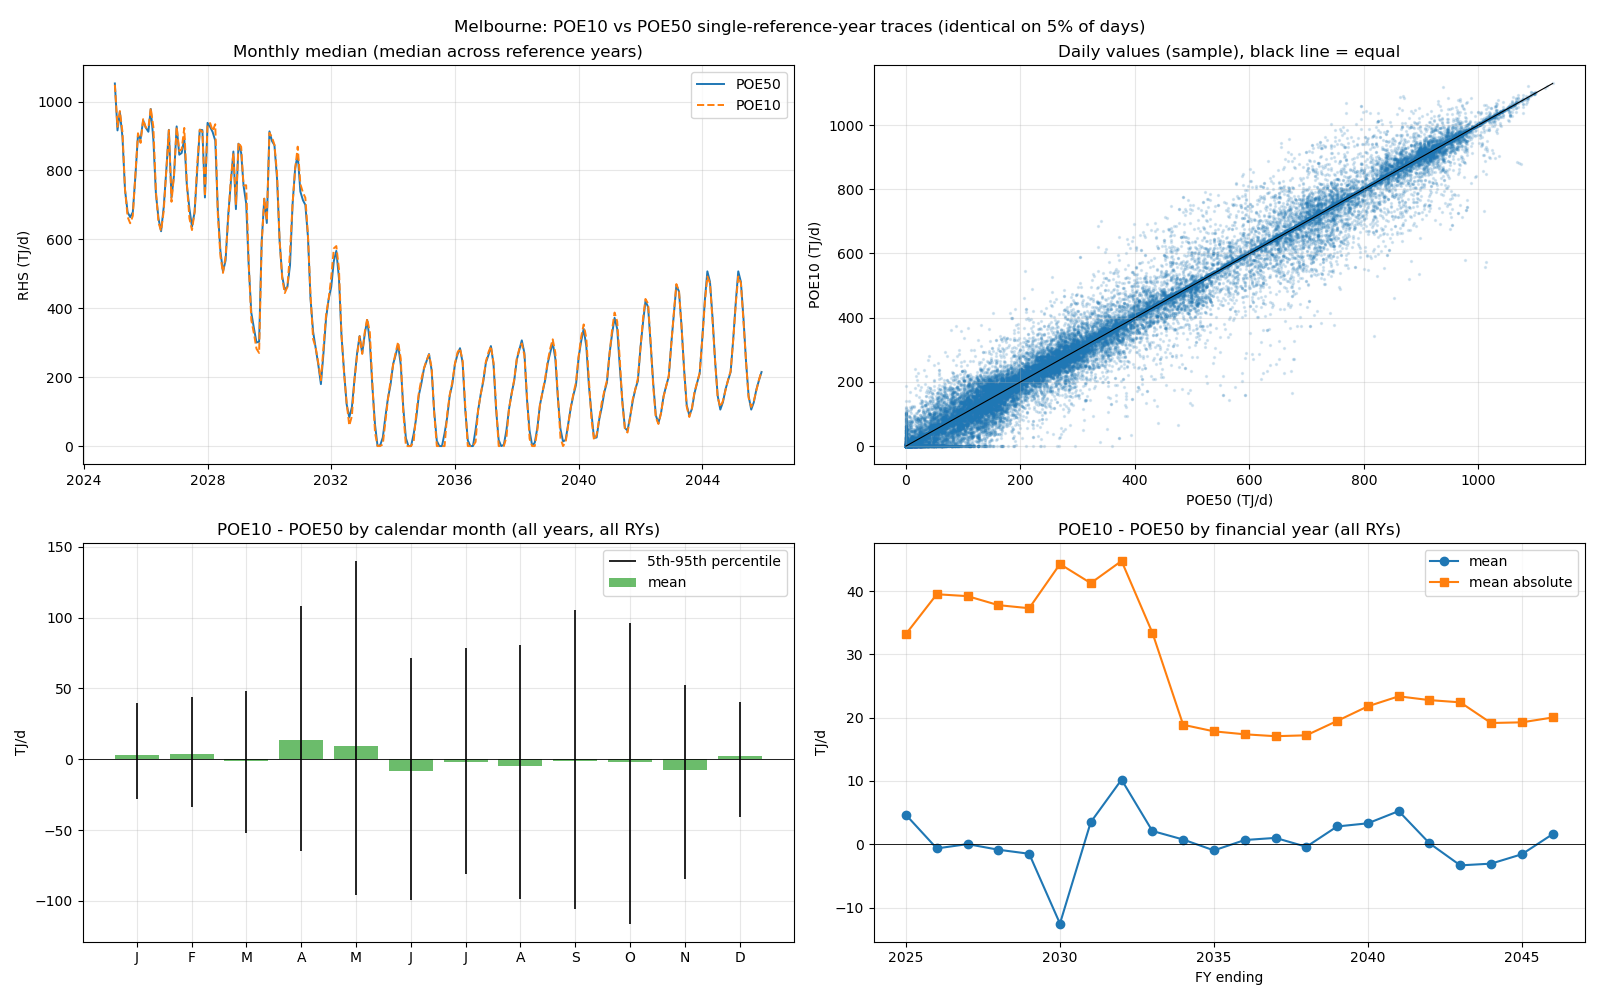 Melbourne: POE10 vs POE50 single-reference-year traces (identical on 5% of days)
Monthly median (median across reference years)
RHS (TJ/d)
1000
800
600
400
200
0
2024 2028 2032 2036 2040 2044
POE50
POE10
Daily values (sample), black line = equal
POE10 (TJ/d)
1000
800
600
400
200
0
0 200 400 600 800 1000
POE50 (TJ/d)
POE10 - POE50 by calendar month (all years, all RYs)
TJ/d
150
100
50
0
−50
−100
J F M A M J J A S O N D
5th-95th percentile
mean
POE10 - POE50 by financial year (all RYs)
TJ/d
40
30
20
10
0
−10
2025 2030 2035 2040 2045
FY ending
mean
mean absolute